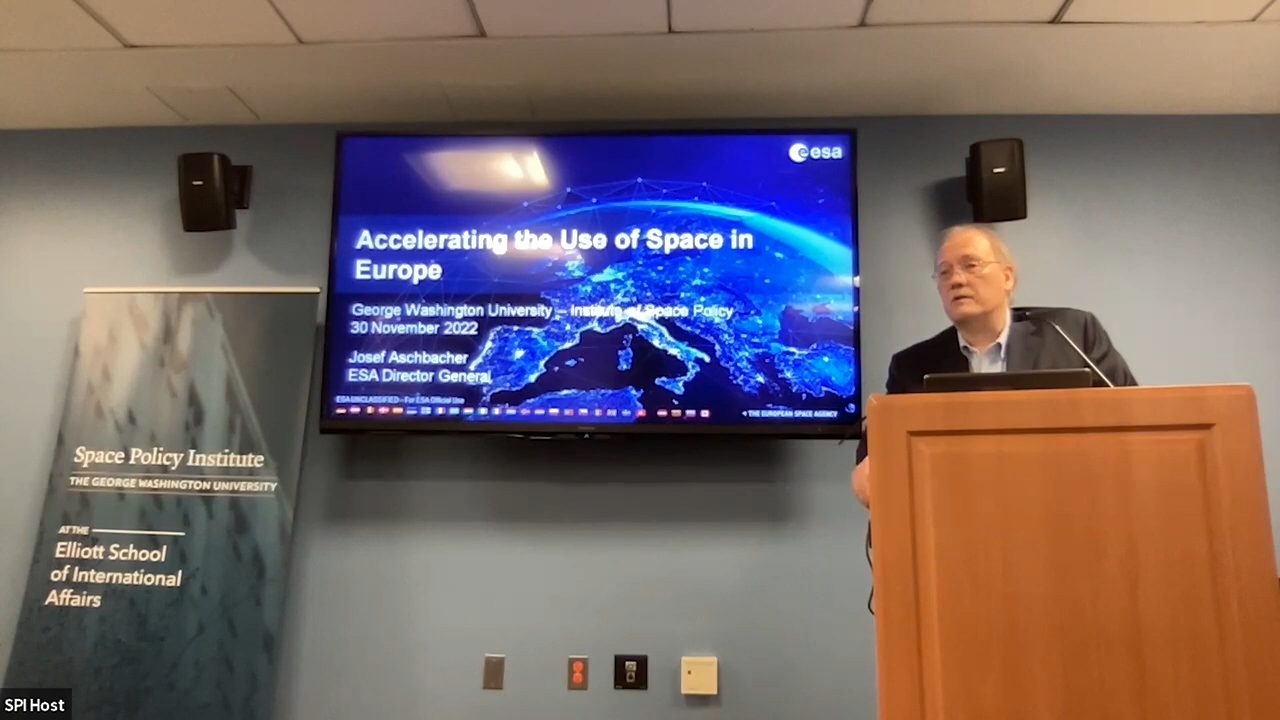 esa
Accelerating the Use of Space in
Europe
George Washington University – Institute of Space Policy
30 November 2022
Josef Aschbacher
ESA Director General
ESA UNCLASSIFIED – For ESA Official Use
THE EUROPEAN SPACE AGENCY
Space Policy Institute
THE GEORGE WASHINGTON UNIVERSITY
AT THE
Elliott School
of International
Affairs
SPI Host